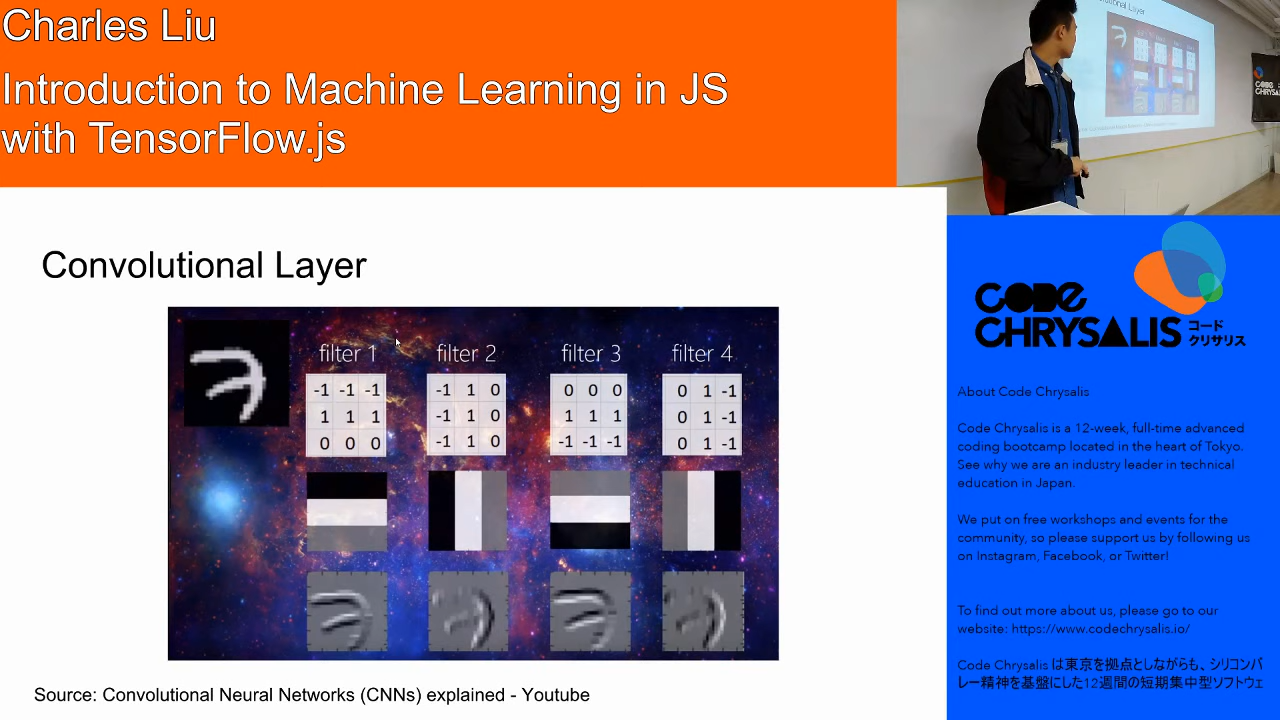 Charles Liu
Introduction to Machine Learning in JS
with TensorFlow.js
Convolutional Layer
filter 1 filter 2 filter 3 filter 4
-1 -1 -1 -1 1 0 0 0 0 0 1 -1
1 1 1 -1 1 0 1 1 1 0 1 -1
0 0 0 -1 1 0 -1 -1 -1 0 1 -1
Source: Convolutional Neural Networks (CNNs) explained - Youtube
CODE
CHRYSALIS
CODE
CHRYSALIS
コード
クリサリス
About Code Chrysalis
Code Chrysalis is a 12-week, full-time advanced
coding bootcamp located in the heart of Tokyo.
See why we are an industry leader in technical
education in Japan.
We put on free workshops and events for the
community, so please support us by following us
on Instagram, Facebook, or Twitter!
To find out more about us, please go to our
website: https://www.codechrysalis.io/
Code Chrysalis は東京を拠点としながらも、シリコンバ
レー精神を基盤にした12週間の短期集中型ソフトウェ